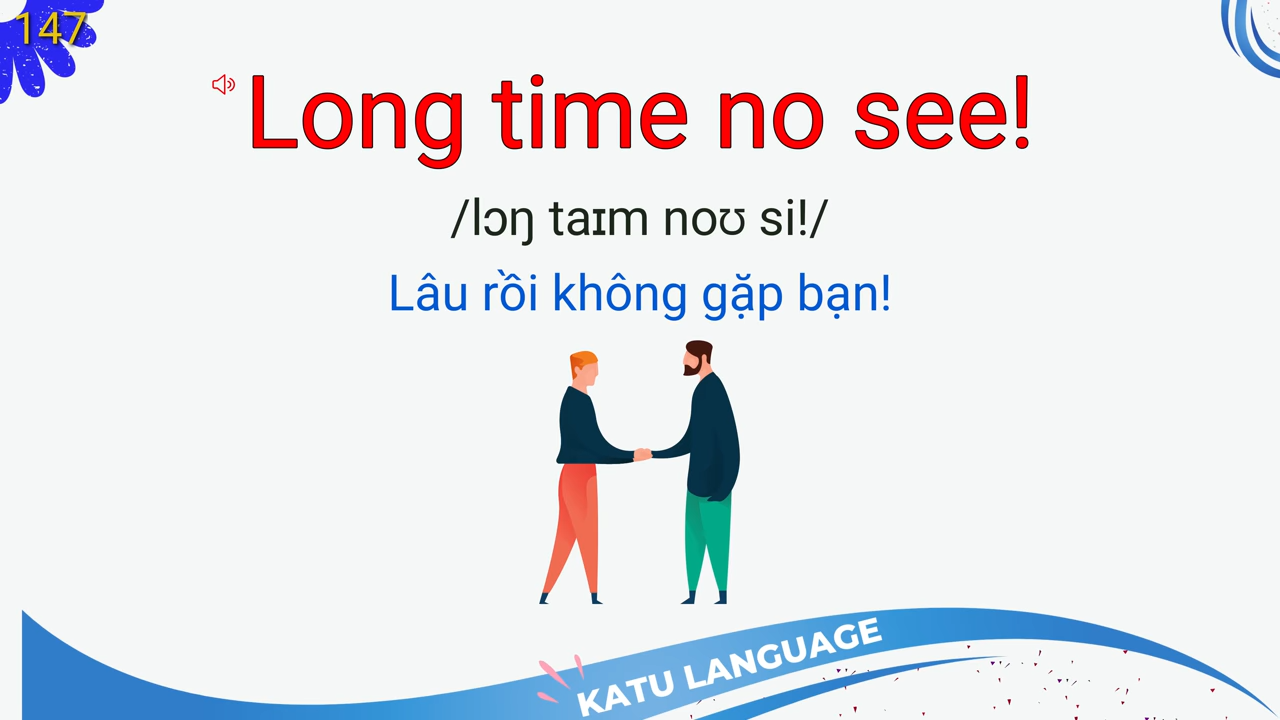 147
Long time no see!
/lɔŋ taɪm noʊ si!/
Lâu rồi không gặp bạn!
KATU LANGUAGE